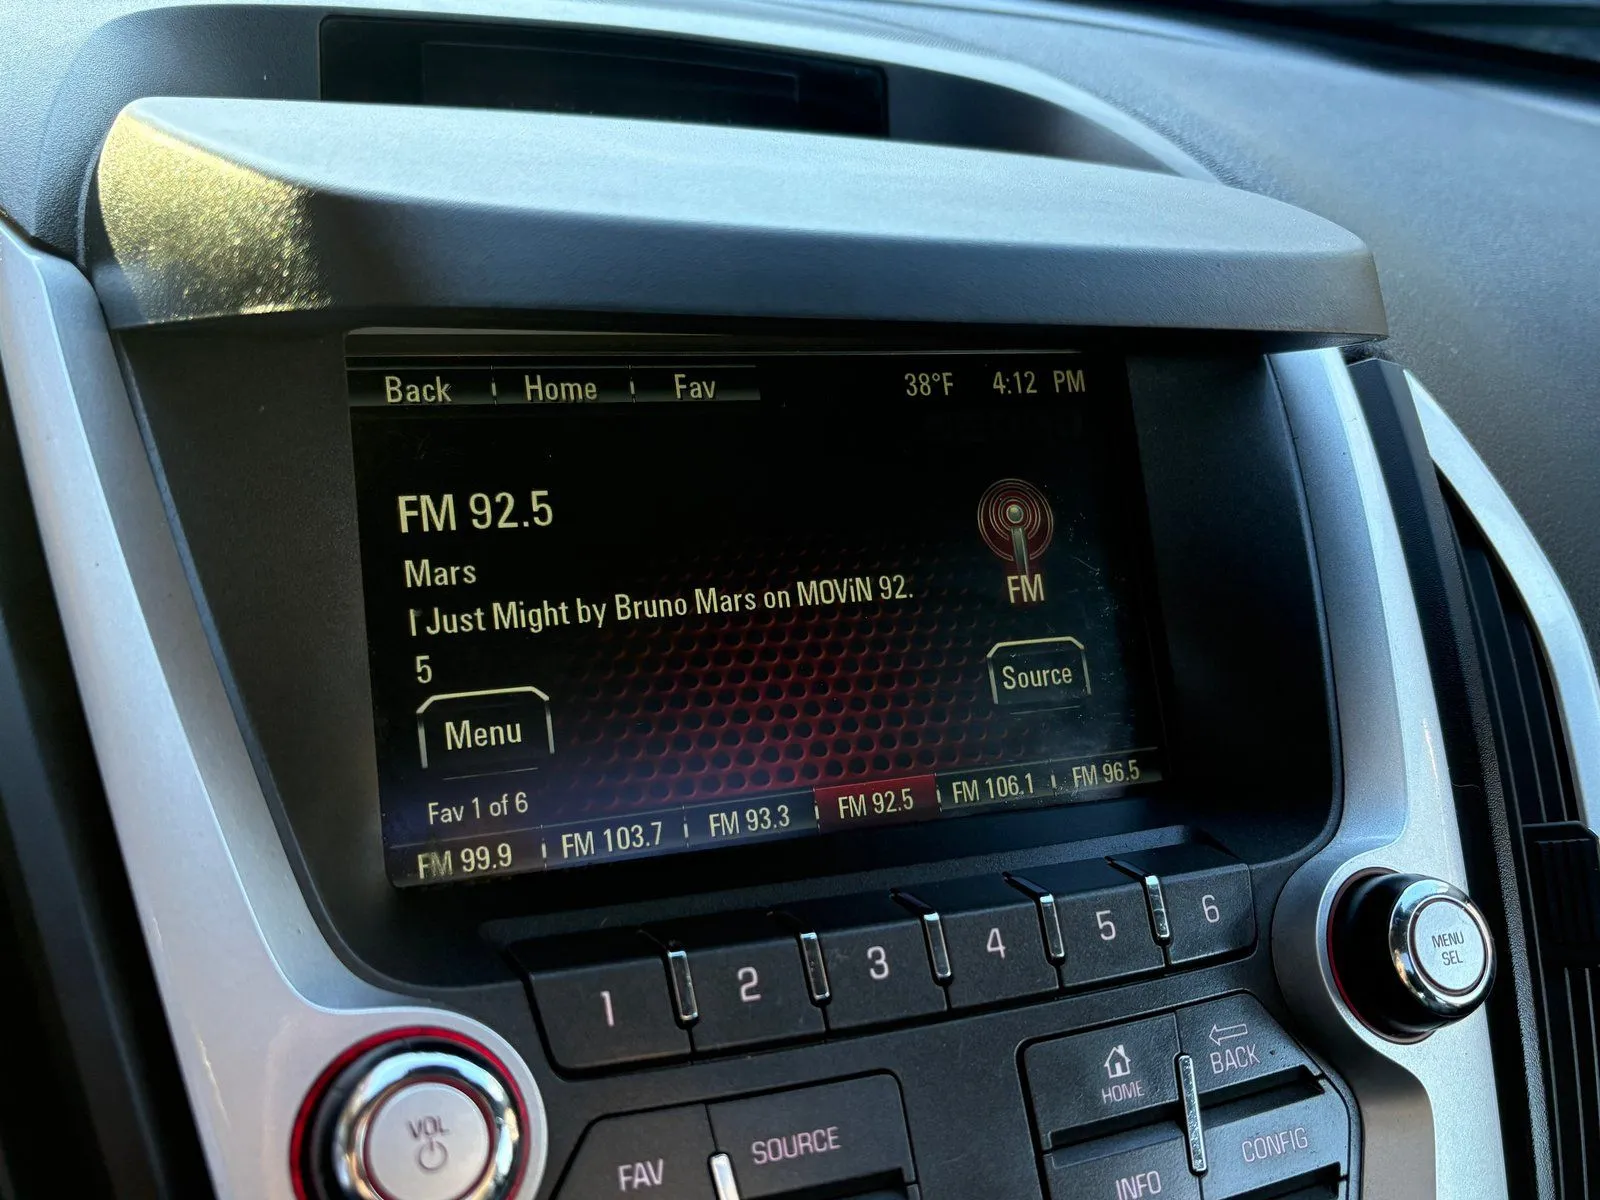 Back Home Fav 38°F 4:12 PM
FM 92.5
Mars
I Just Might by Bruno Mars on MOViN 92.
5
FM
Source
Menu
Fav 1 of 6
FM 99.9 FM 103.7 FM 93.3 FM 92.5 FM 106.1 FM 96.5
1 2 3 4 5 6
MENU
SEL
HOME
BACK
VOL
FAV
SOURCE
INFO
CONFIG